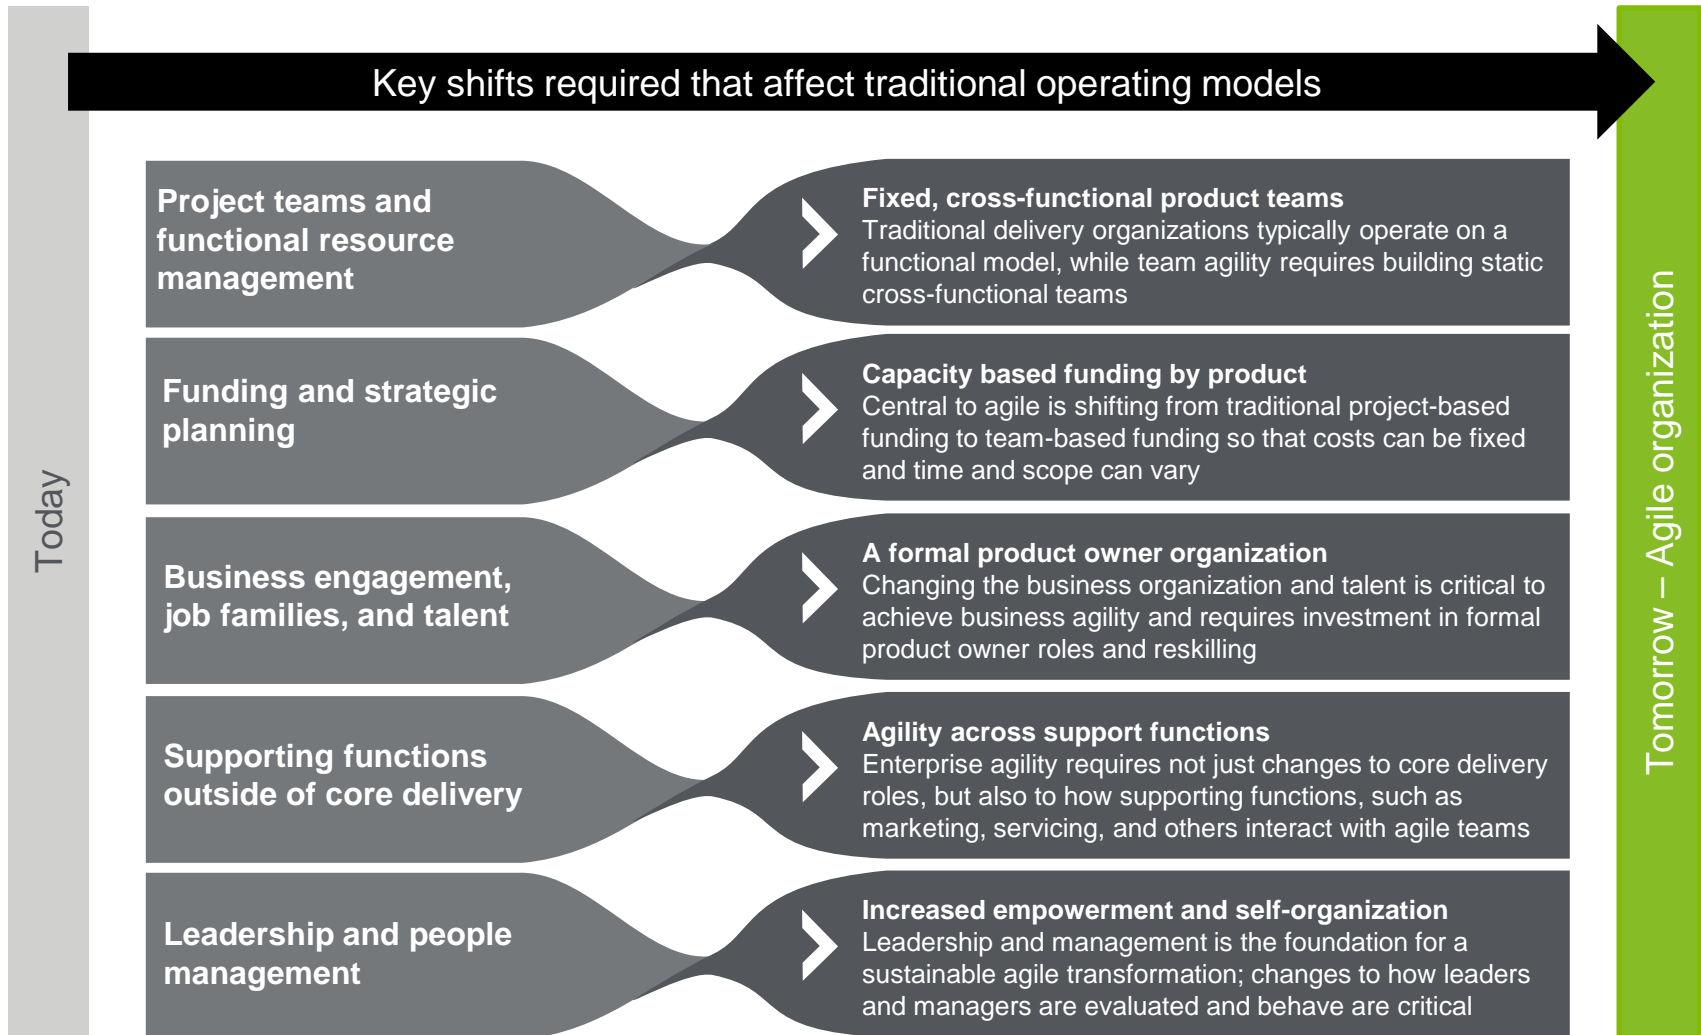 Key shifts required that affect traditional operating models
Today
Project teams and
functional resource
management
Fixed, cross-functional product teams
Traditional delivery organizations typically operate on a
functional model, while team agility requires building static
cross-functional teams
Funding and strategic
planning
Capacity based funding by product
Central to agile is shifting from traditional project-based
funding to team-based funding so that costs can be fixed
and time and scope can vary
Business engagement,
job families, and talent
A formal product owner organization
Changing the business organization and talent is critical to
achieve business agility and requires investment in formal
product owner roles and reskilling
Supporting functions
outside of core delivery
Agility across support functions
Enterprise agility requires not just changes to core delivery
roles, but also to how supporting functions, such as
marketing, servicing, and others interact with agile teams
Leadership and people
management
Increased empowerment and self-organization
Leadership and management is the foundation for a
sustainable agile transformation; changes to how leaders
and managers are evaluated and behave are critical
Tomorrow – Agile organization